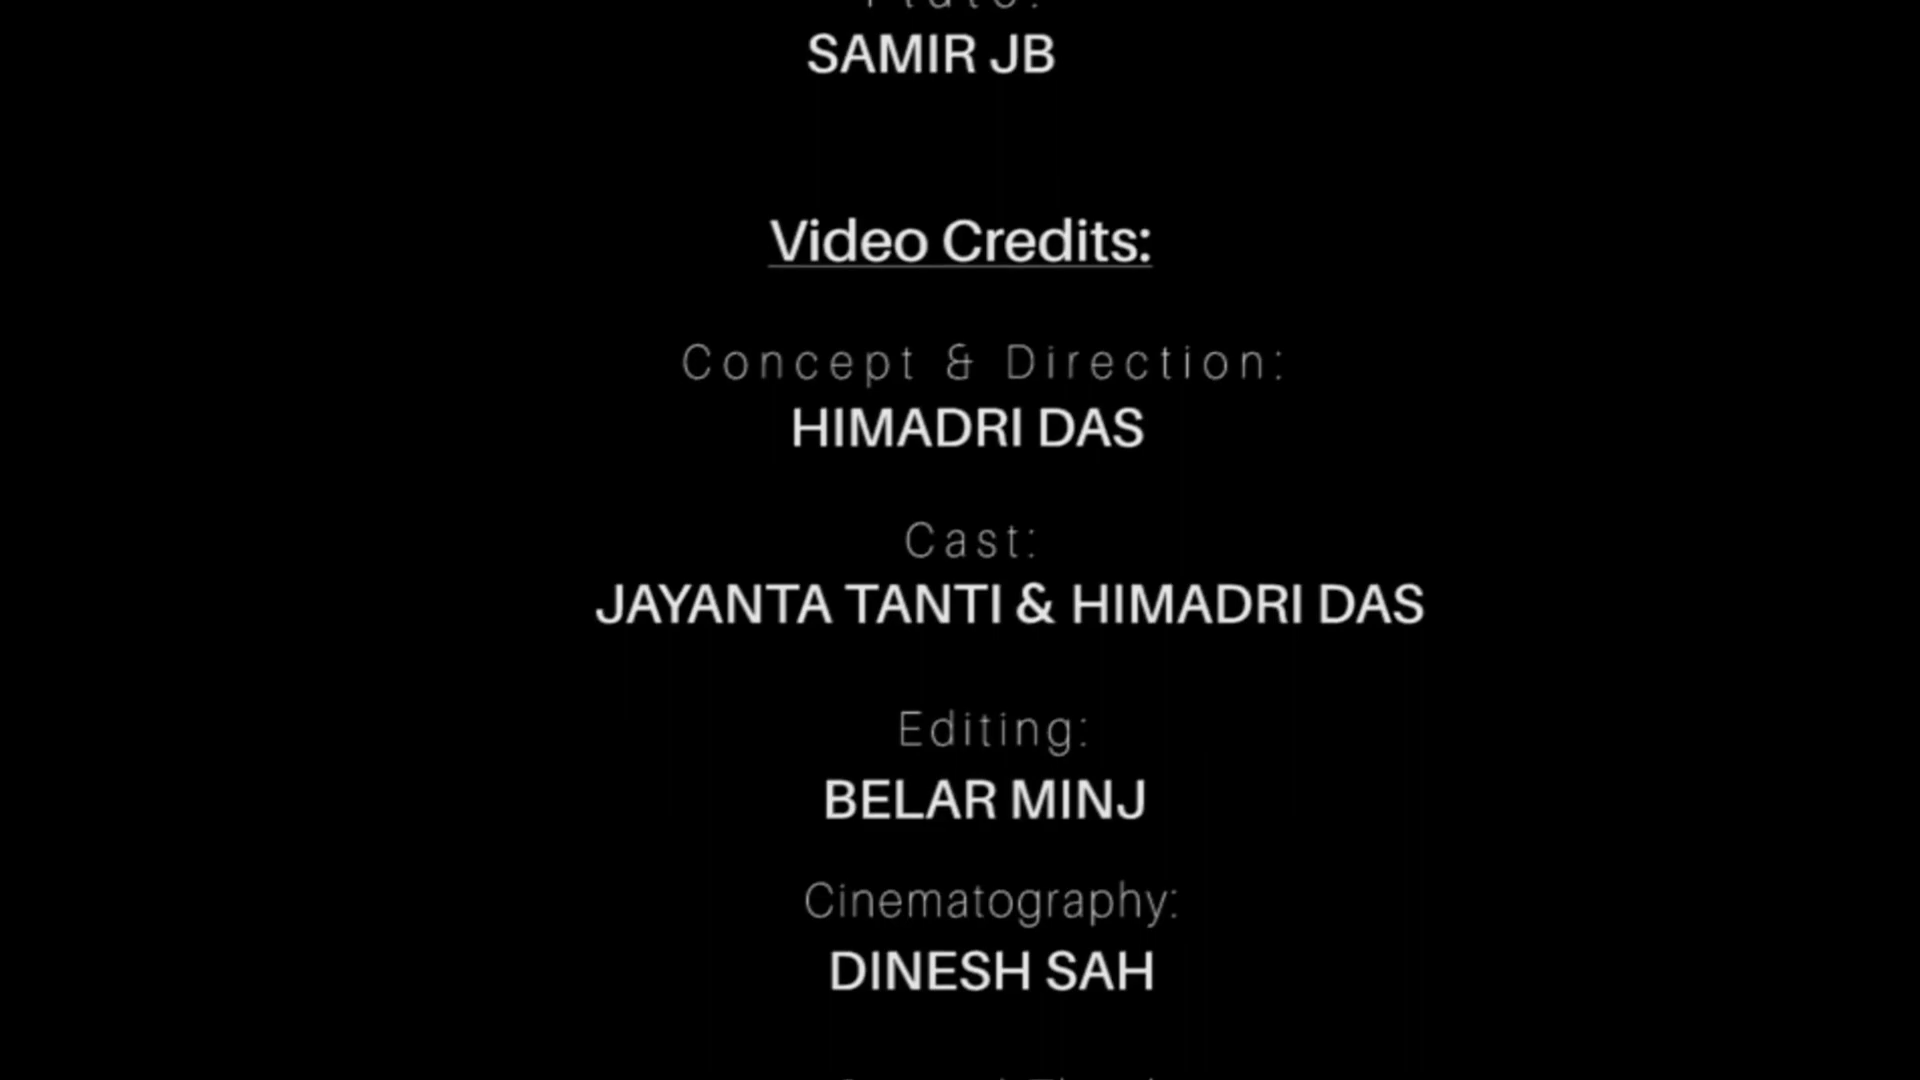 SAMIR JB
Video Credits:
Concept & Direction:
HIMADRI DAS
Cast:
JAYANTA TANTI & HIMADRI DAS
Editing:
BELAR MINJ
Cinematography:
DINESH SAH